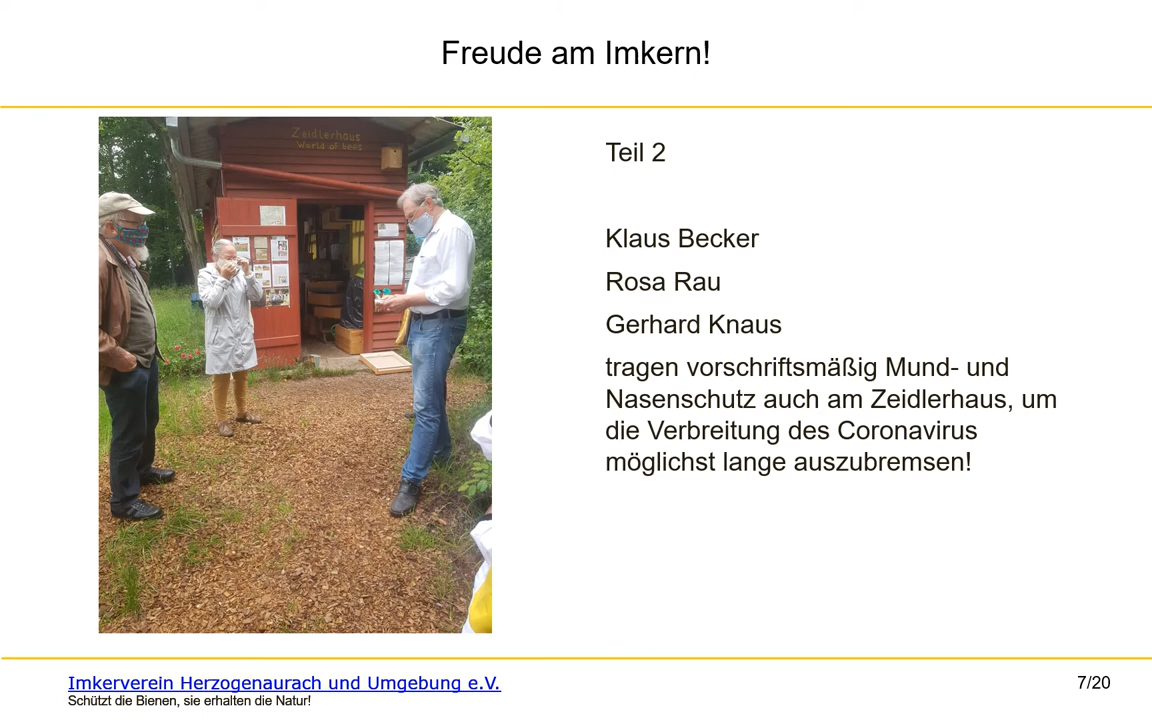 Freude am Imkern!
Zeidlerhaus
World of bees
Teil 2
Klaus Becker
Rosa Rau
Gerhard Knaus
tragen vorschriftsmäßig Mund- und
Nasenschutz auch am Zeidlerhaus, um
die Verbreitung des Coronavirus
möglichst lange auszubremsen!
Imkerverein Herzogenaurach und Umgebung e.V.
Schützt die Bienen, sie erhalten die Natur!
7/20